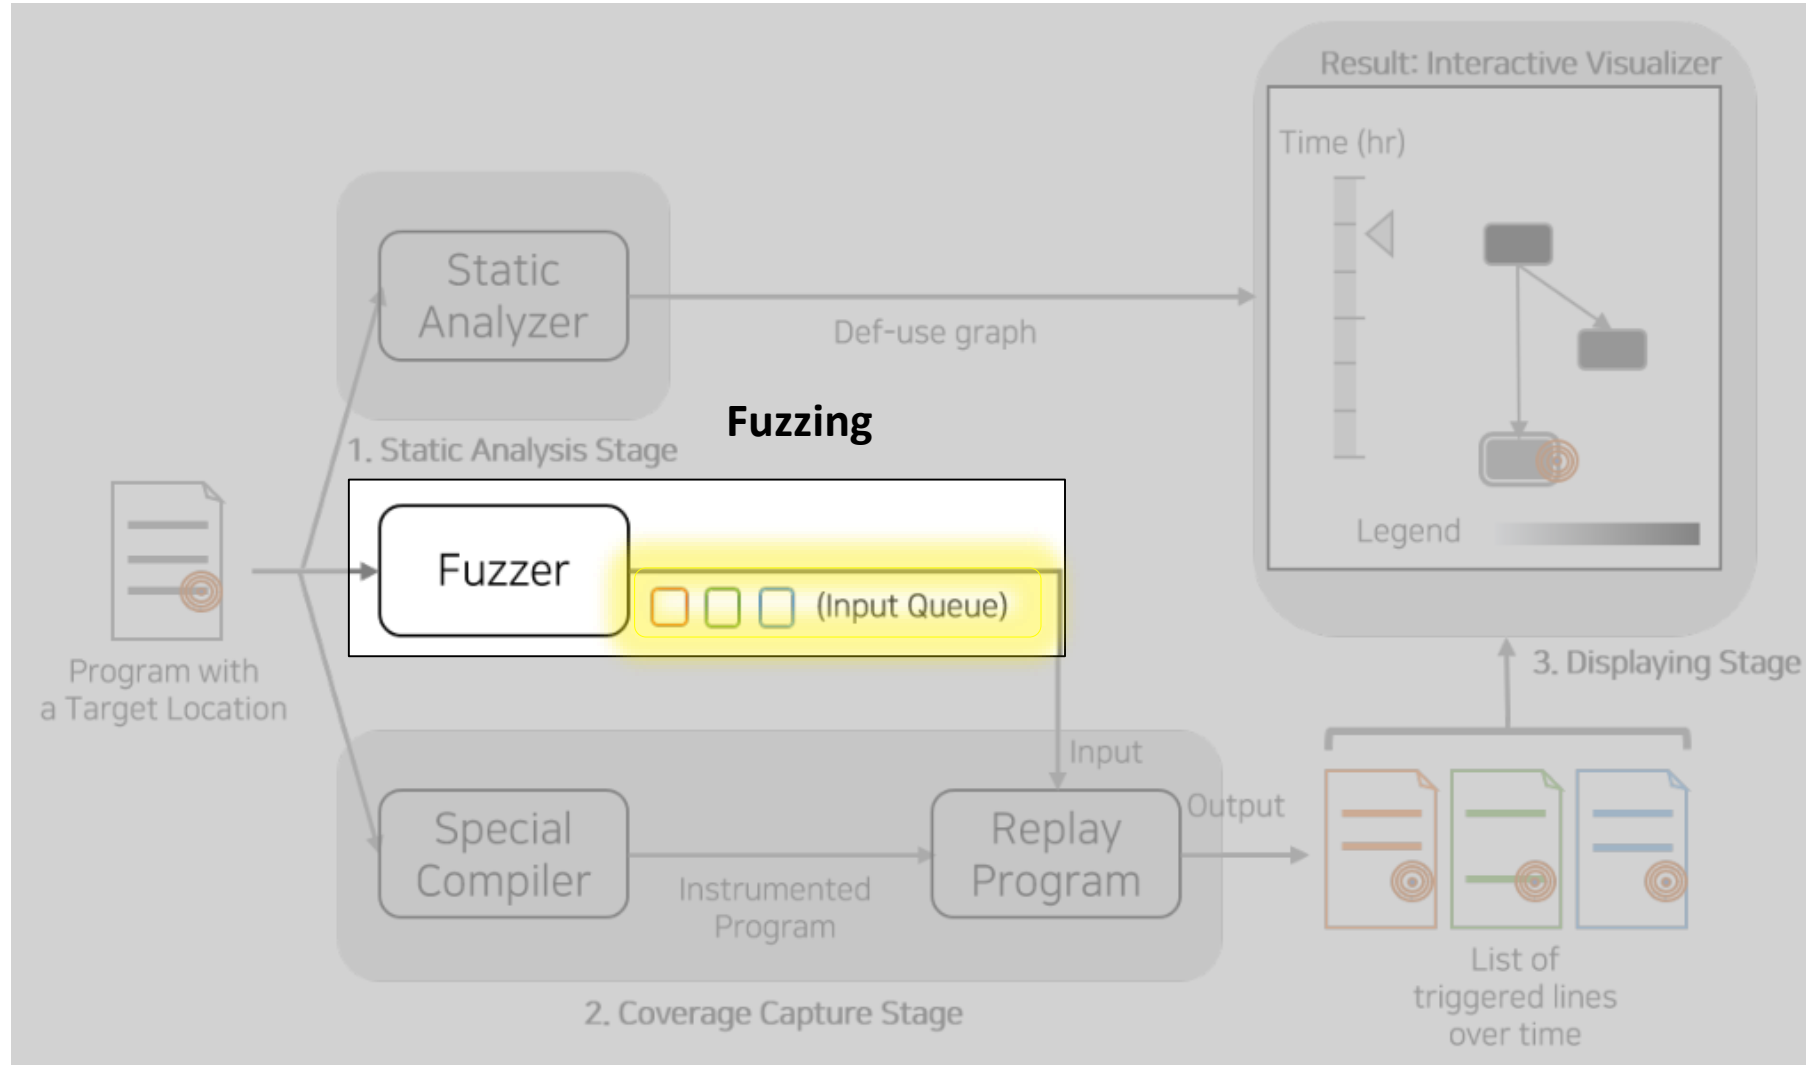 Result: Interactive Visualizer
Time (hr)
Static
Analyzer
Def-use graph
Fuzzing
1. Static Analysis Stage
Fuzzer
(Input Queue)
Legend
Program with
a Target Location
3. Displaying Stage
Input
Special
Compiler
Instrumented
Program
Replay
Program
Output
List of
triggered lines
over time
2. Coverage Capture Stage